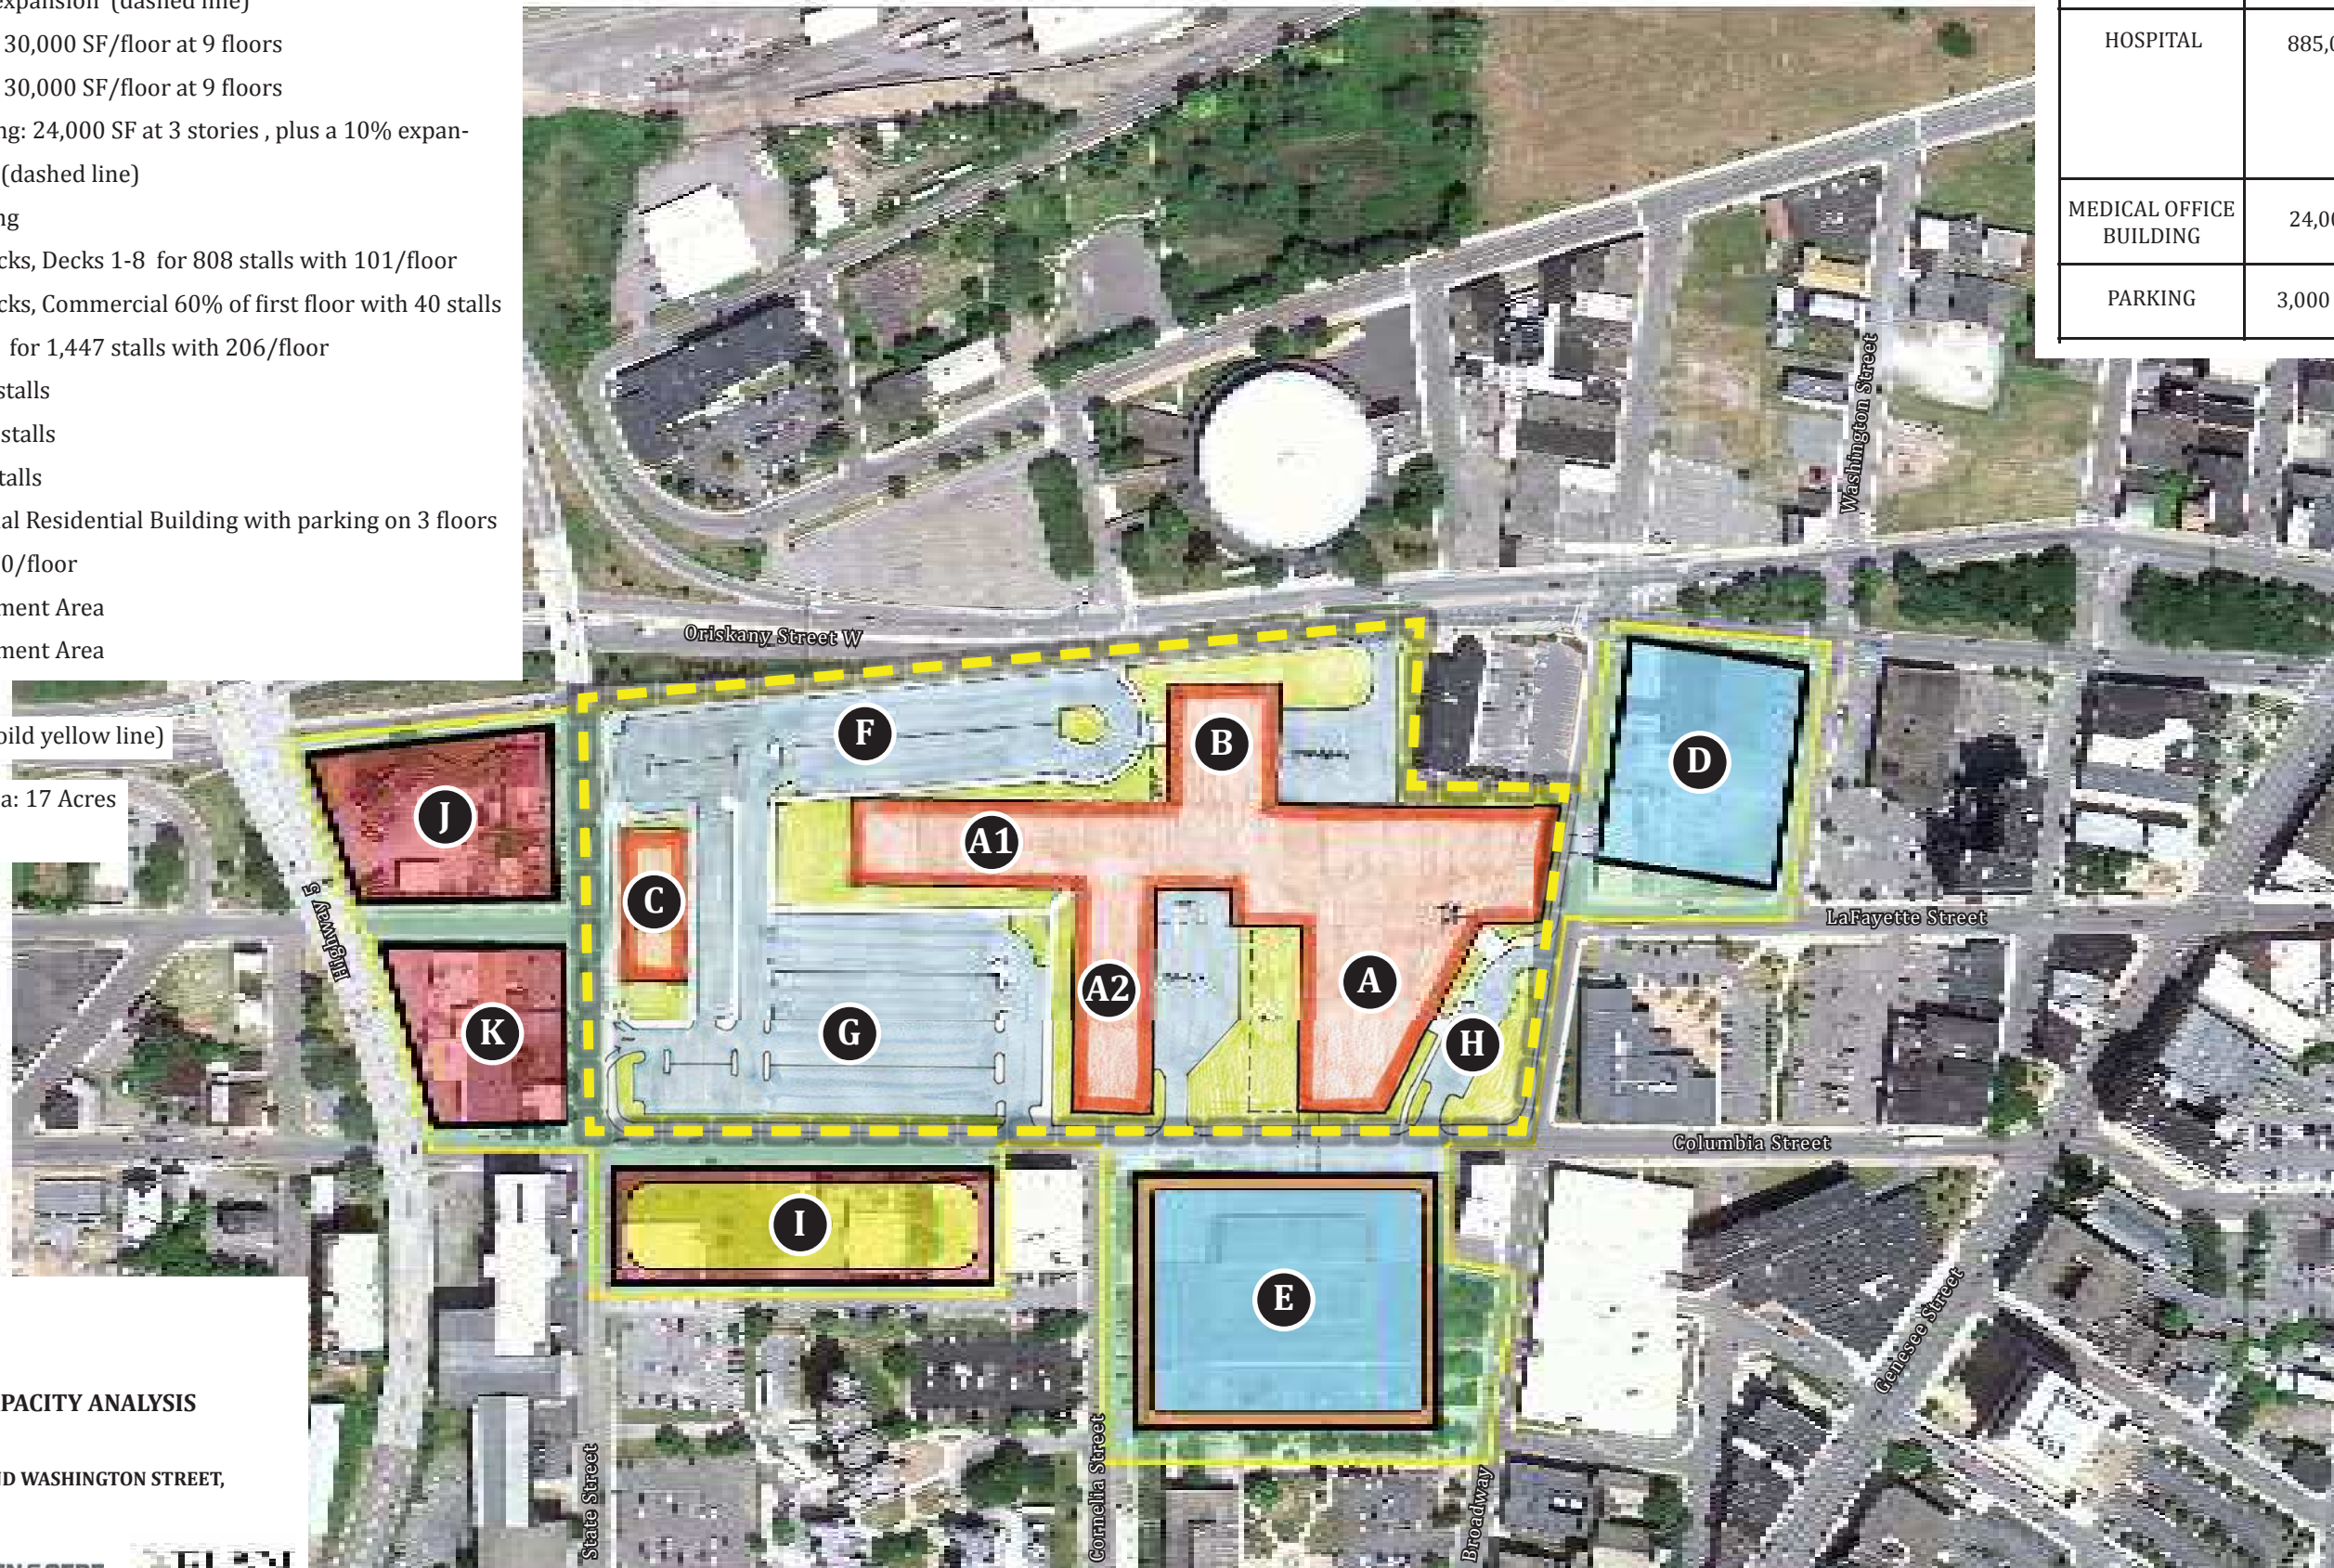 expansion (dashed line)
30,000 SF/floor at 9 floors
30,000 SF/floor at 9 floors
ng: 24,000 SF at 3 stories , plus a 10% expan-
(dashed line)
ng
cks, Decks 1-8 for 808 stalls with 101/floor
cks, Commercial 60% of first floor with 40 stalls
for 1,447 stalls with 206/floor
stalls
stalls
talls
al Residential Building with parking on 3 floors
0/floor
ment Area
ment Area
oild yellow line)
a: 17 Acres
HOSPITAL 885,0
MEDICAL OFFICE BUILDING 24,00
PARKING 3,000
Washington Street
Oriskany Street W
F
B
D
J
A1
C
Highway 5
LaFayette Street
A2
A
K
G
H
Columbia Street
I
E
Genesee Street
State Street
Cornelia Street
Broadway
PACITY ANALYSIS
ND WASHINGTON STREET,